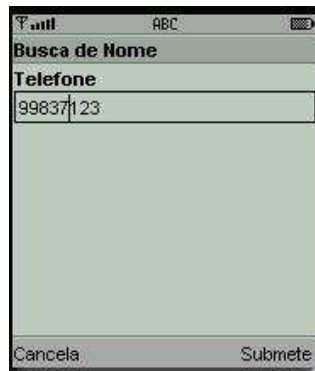 ABC
Busca de Nome
Telefone
99837123
Cancela Submete